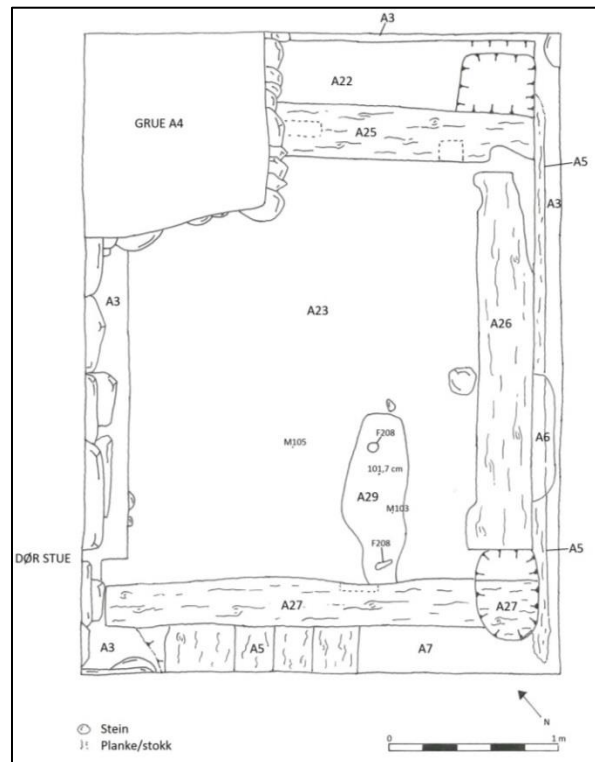 A3
A22
GRUE A4
A25
A5
A3
A3
A23
A26
A6
F208
M105
101,7 cm
A29
M103
F208
DØR STUE
A5
A27
A27
A3
A5
A7
N
Stein
Planke/stokk
0
1 m